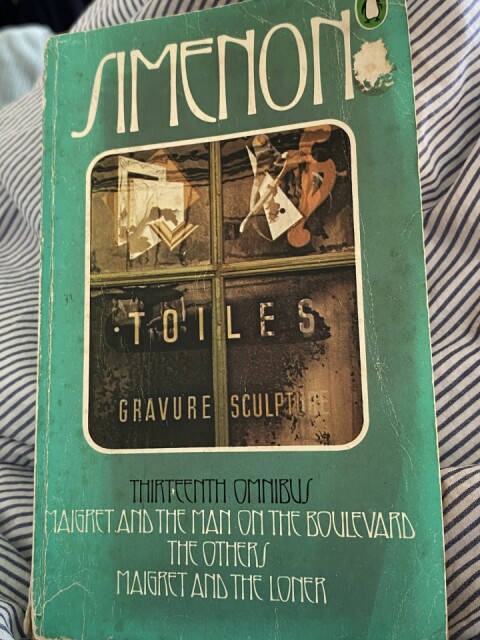 SIMENON
TOILES
GRAVURE SCULPTURE
THIRTEENTH OMNIBUS
MAIGRET AND THE MAN ON THE BOULEVARD
THE OTHERS
MAIGRET AND THE LONER